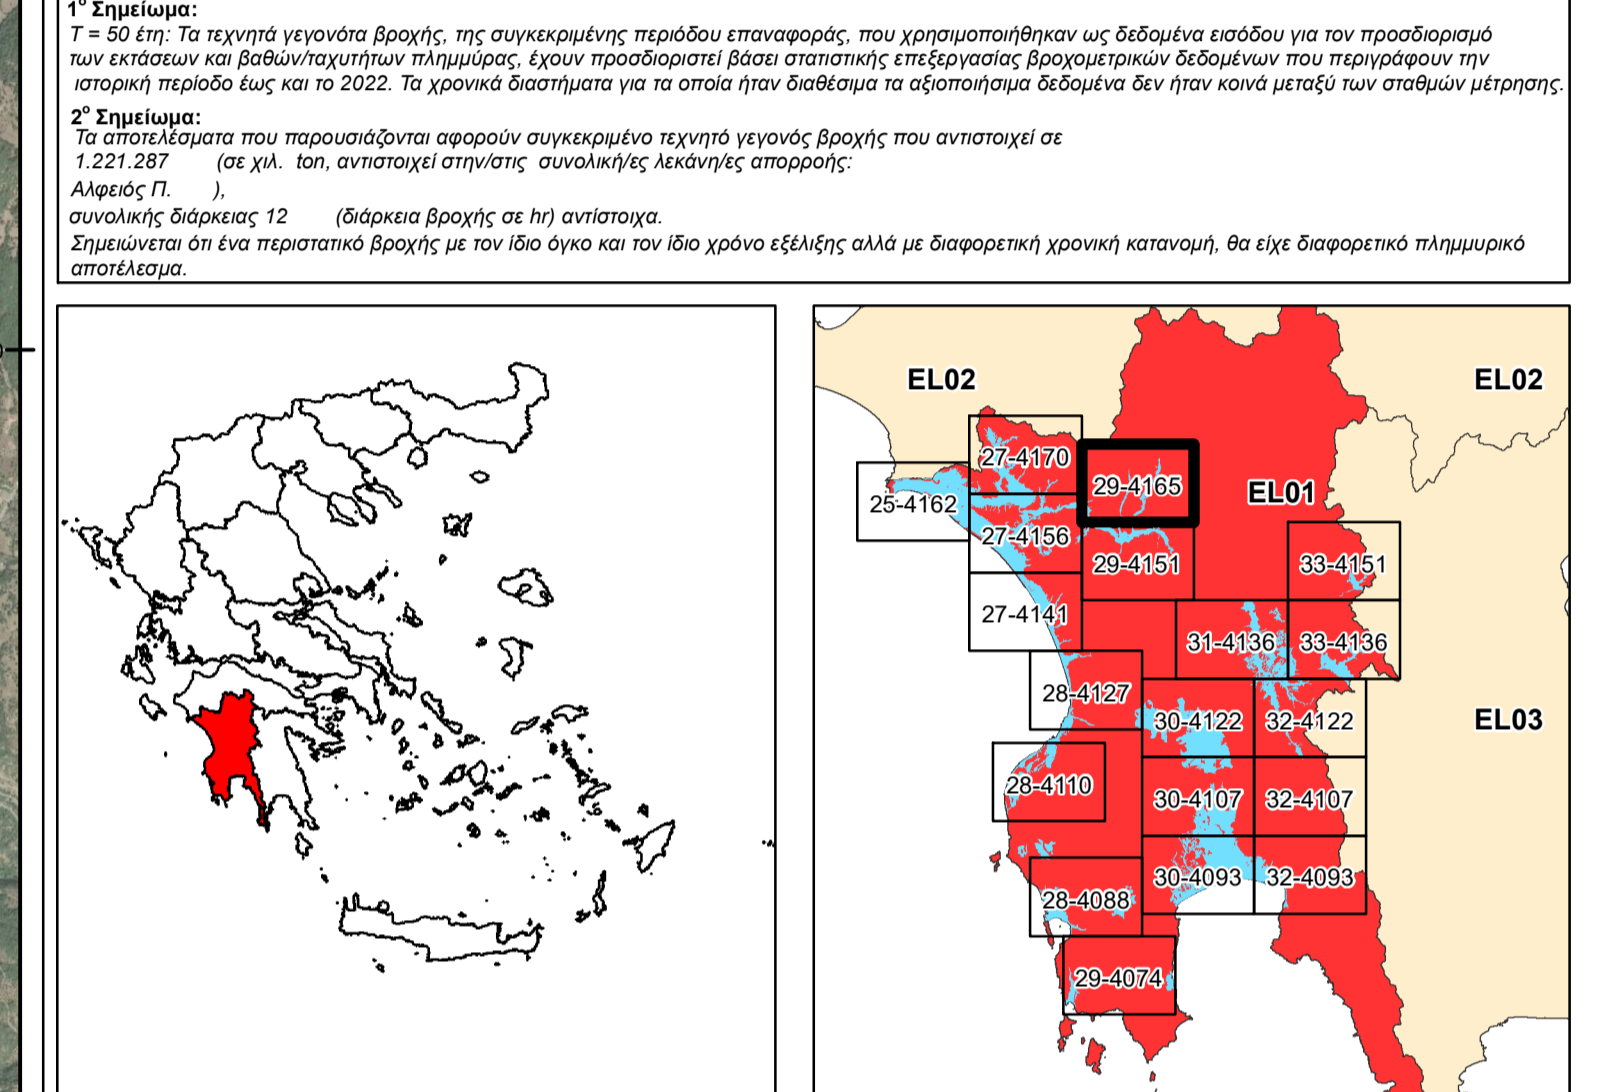 1ο Σημείωμα:
Τ = 50 έτη: Τα τεχνητά γεγονότα βροχής, της συγκεκριμένης περιόδου επαναφοράς, που χρησιμοποιήθηκαν ως δεδομένα εισόδου για τον προσδιορισμό
των εκτάσεων και βαθών/ταχυτήτων πλημμύρας, έχουν προσδιοριστεί βάσει στατιστικής επεξεργασίας βροχομετρικών δεδομένων που περιγράφουν την
ιστορική περίοδο έως και το 2022. Τα χρονικά διαστήματα για τα οποία ήταν διαθέσιμα τα αξιοποιήσιμα δεδομένα δεν ήταν κοινά μεταξύ των σταθμών μέτρησης.
2ο Σημείωμα:
Τα αποτελέσματα που παρουσιάζονται αφορούν συγκεκριμένο τεχνητό γεγονός βροχής που αντιστοιχεί σε
1.221.287 (σε χιλ. ton, αντιστοιχεί στην/στις συνολική/ες λεκάνη/ες απορροής:
Αλφειός Π. ),
συνολικής διάρκειας 12 (διάρκεια βροχής σε hr) αντίστοιχα.
Σημειώνεται ότι ένα περιστατικό βροχής με τον ίδιο όγκο και τον ίδιο χρόνο εξέλιξης αλλά με διαφορετική χρονική κατανομή, θα είχε διαφορετικό πλημμυρικό
αποτέλεσμα.
EL02
EL02
27-4170
29-4165
EL01
25-4162
27-4156
29-4151
33-4151
27-4141
31-4136
33-4136
28-4127
30-4122
32-4122
EL03
28-4110
30-4107
32-4107
30-4093
32-4093
28-4088
29-4074